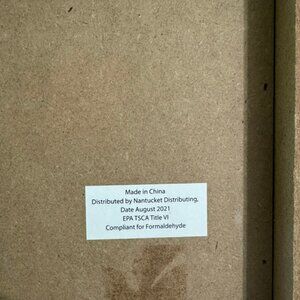 Made in China
Distributed by Nantucket Distributing,
Date August 2021
EPA TSCA Title VI
Compliant for Formaldehyde